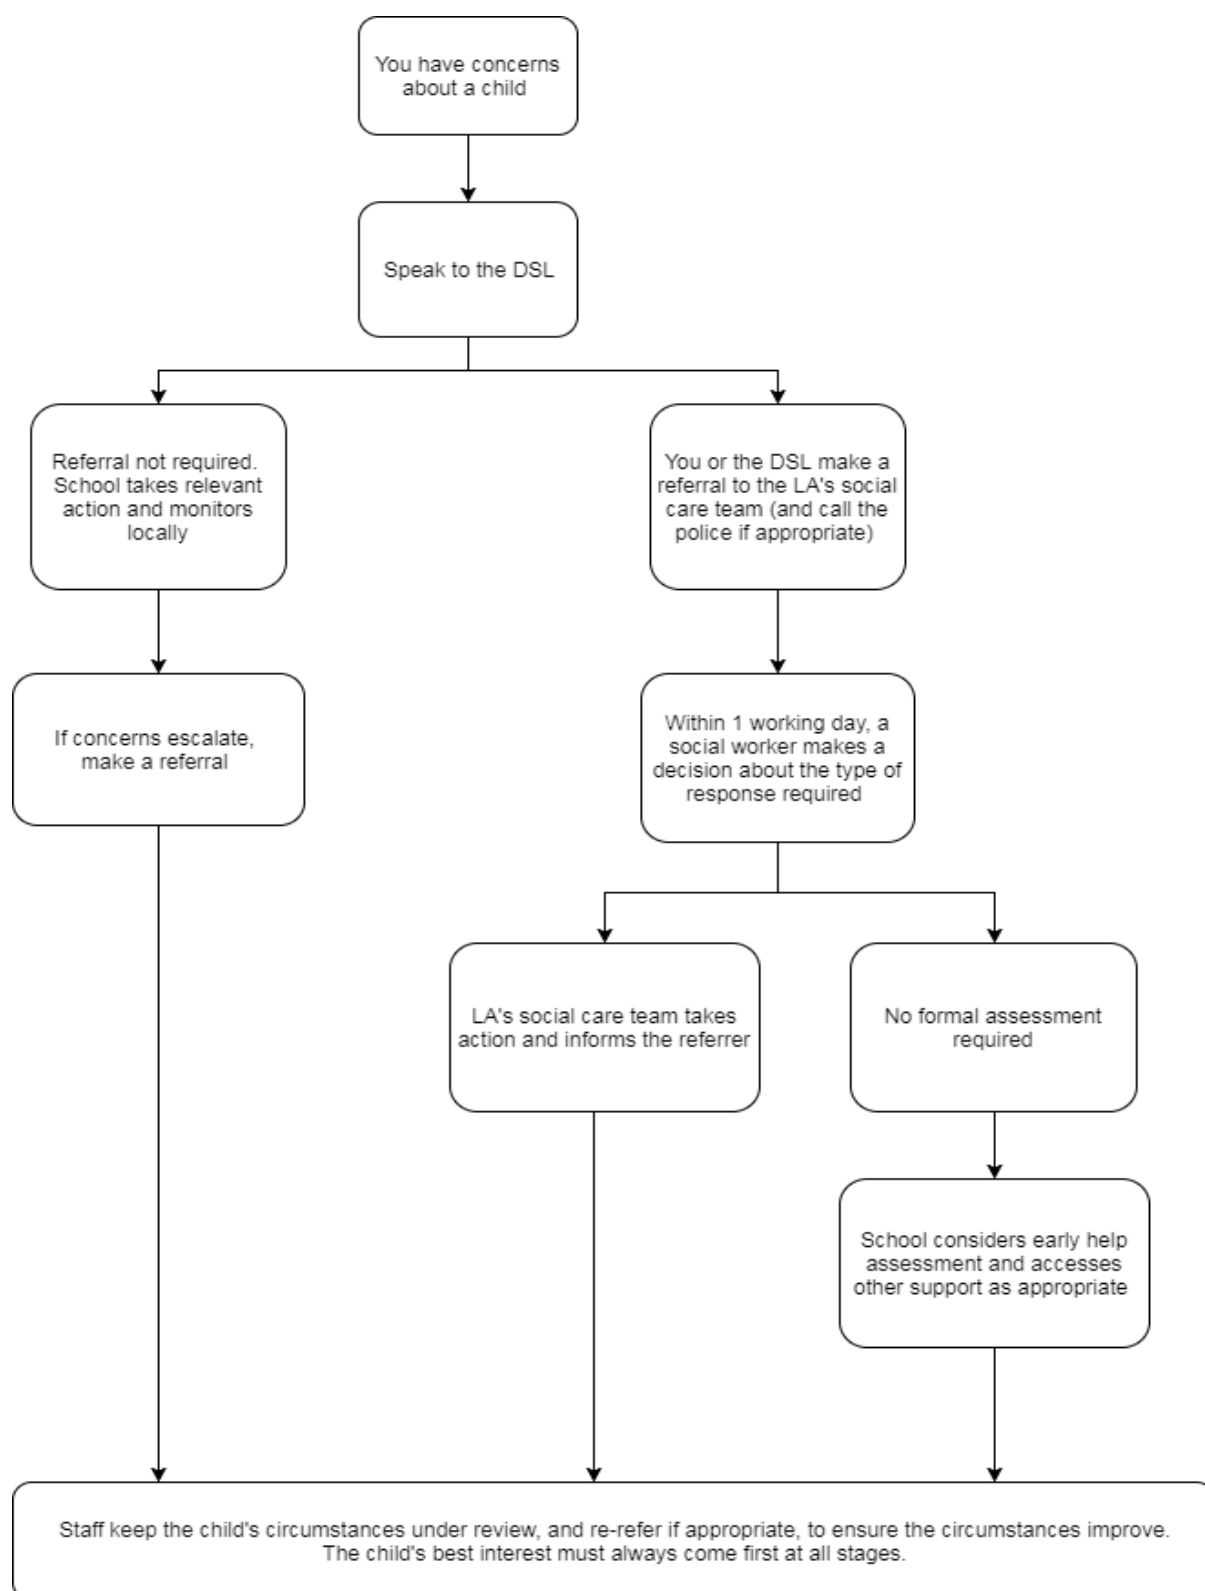 You have concerns
about a child
Speak to the DSL
Referral not required.
School takes relevant
action and monitors
locally
You or the DSL make a
referral to the LA's social
care team (and call the
police if appropriate)
If concerns escalate,
make a referral
Within 1 working day, a
social worker makes a
decision about the type of
response required
LA's social care team takes
action and informs the referrer
No formal assessment
required
School considers early help
assessment and accesses
other support as appropriate
Staff keep the child's circumstances under review, and re-refer if appropriate, to ensure the circumstances improve.
The child's best interest must always come first at all stages.